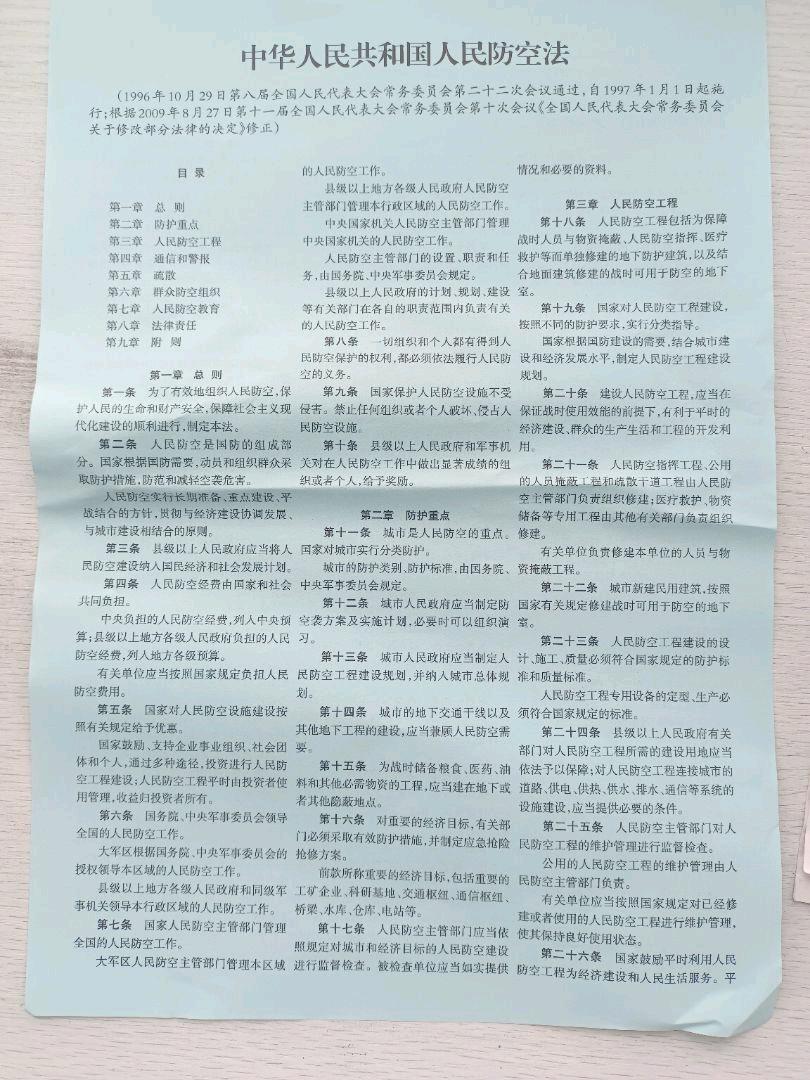 中华人民共和国人民防空法
(1996年10月29日第八届全国人民代表大会常务委员会第二十二次会议通过,自1997年1月1日起施
行;根据2009年8月27日第十一届全国人民代表大会常务委员会第十次会议《全国人民代表大会常务委员会
关于修改部分法律的决定》修正)
目 录
第一章 总 则
第二章 防护重点
第三章 人民防空工程
第四章 通信和警报
第五章 疏散
第六章 群众防空组织
第七章 人民防空教育
第八章 法律责任
第九章 附 则
第一章 总 则
第一条 为了有效地组织人民防空,保
护人民的生命和财产安全,保障社会主义现
代化建设的顺利进行,制定本法。
第二条 人民防空是国防的组成部
分。国家根据国防需要,动员和组织群众采
取防护措施,防范和减轻空袭危害。
人民防空实行长期准备、重点建设、平
战结合的方针,贯彻与经济建设协调发展、
与城市建设相结合的原则。
第三条 县级以上人民政府应当将人
民防空建设纳入国民经济和社会发展计划。
第四条 人民防空经费由国家和社会
共同负担。
中央负担的人民防空经费,列入中央预
算;县级以上地方各级人民政府负担的人民
防空经费,列入地方各级预算。
有关单位应当按照国家规定负担人民
防空费用。
第五条 国家对人民防空设施建设按
照有关规定给予优惠。
国家鼓励、支持企业事业组织、社会团
体和个人,通过多种途径,投资进行人民防
空工程建设;人民防空工程平时由投资者使
用管理,收益归投资者所有。
第六条 国务院、中央军事委员会领导
全国的人民防空工作。
大军区根据国务院、中央军事委员会的
授权领导本区域的人民防空工作。
县级以上地方各级人民政府和同级军
事机关领导本行政区域的人民防空工作。
第七条 国家人民防空主管部门管理
全国的人民防空工作。
大军区人民防空主管部门管理本区域
的人民防空工作。
县级以上地方各级人民政府人民防空
主管部门管理本行政区域的人民防空工作。
中央国家机关人民防空主管部门管理
中央国家机关的人民防空工作。
人民防空主管部门的设置、职责和任
务,由国务院、中央军事委员会规定。
县级以上人民政府的计划、规划、建设
等有关部门在各自的职责范围内负责有关
的人民防空工作。
第八条 一切组织和个人都有得到人
民防空保护的权利,都必须依法履行人民防
空的义务。
第九条 国家保护人民防空设施不受
侵害。禁止任何组织或者个人破坏、侵占人
民防空设施。
第十条 县级以上人民政府和军事机
关对在人民防空工作中做出显著成绩的组
织或者个人,给予奖励。
第二章 防护重点
第十一条 城市是人民防空的重点。
国家对城市实行分类防护。
城市的防护类别、防护标准,由国务院、
中央军事委员会规定。
第十二条 城市人民政府应当制定防
空袭方案及实施计划,必要时可以组织演
习。
第十三条 城市人民政府应当制定人
民防空工程建设规划,并纳入城市总体规
划。
第十四条 城市的地下交通干线以及
其他地下工程的建设,应当兼顾人民防空需
要。
第十五条 为战时储备粮食、医药、油
料和其他必需物资的工程,应当建在地下或
者其他隐蔽地点。
第十六条 对重要的经济目标,有关部
门必须采取有效防护措施,并制定应急抢险
抢修方案。
前款所称重要的经济目标,包括重要的
工矿企业、科研基地、交通枢纽、通信枢纽、
桥梁、水库、仓库、电站等。
第十七条 人民防空主管部门应当依
照规定对城市和经济目标的人民防空建设
进行监督检查。被检查单位应当如实提供
情况和必要的资料。
第三章 人民防空工程
第十八条 人民防空工程包括为保障
战时人员与物资掩蔽、人民防空指挥、医疗
救护等而单独修建的地下防护建筑,以及结
合地面建筑修建的战时可用于防空的地下
室。
第十九条 国家对人民防空工程建设,
按照不同的防护要求,实行分类指导。
国家根据国防建设的需要,结合城市建
设和经济发展水平,制定人民防空工程建设
规划。
第二十条 建设人民防空工程,应当在
保证战时使用效能的前提下,有利于平时的
经济建设、群众的生产生活和工程的开发利
用。
第二十一条 人民防空指挥工程、公用
的人员掩蔽工程和疏散干道工程由人民防
空主管部门负责组织修建;医疗救护、物资
储备等专用工程由其他有关部门负责组织
修建。
有关单位负责修建本单位的人员与物
资掩蔽工程。
第二十二条 城市新建民用建筑,按照
国家有关规定修建战时可用于防空的地下
室。
第二十三条 人民防空工程建设的设
计、施工、质量必须符合国家规定的防护标
准和质量标准。
人民防空工程专用设备的定型、生产必
须符合国家规定的标准。
第二十四条 县级以上人民政府有关
部门对人民防空工程所需的建设用地应当
依法予以保障;对人民防空工程连接城市的
道路、供电、供热、供水、排水、通信等系统的
设施建设,应当提供必要的条件。
第二十五条 人民防空主管部门对人
民防空工程的维护管理进行监督检查。
公用的人民防空工程的维护管理由人
民防空主管部门负责。
有关单位应当按照国家规定对已经修
建或者使用的人民防空工程进行维护管理,
使其保持良好使用状态。
第二十六条 国家鼓励平时利用人民
防空工程为经济建设和人民生活服务。平